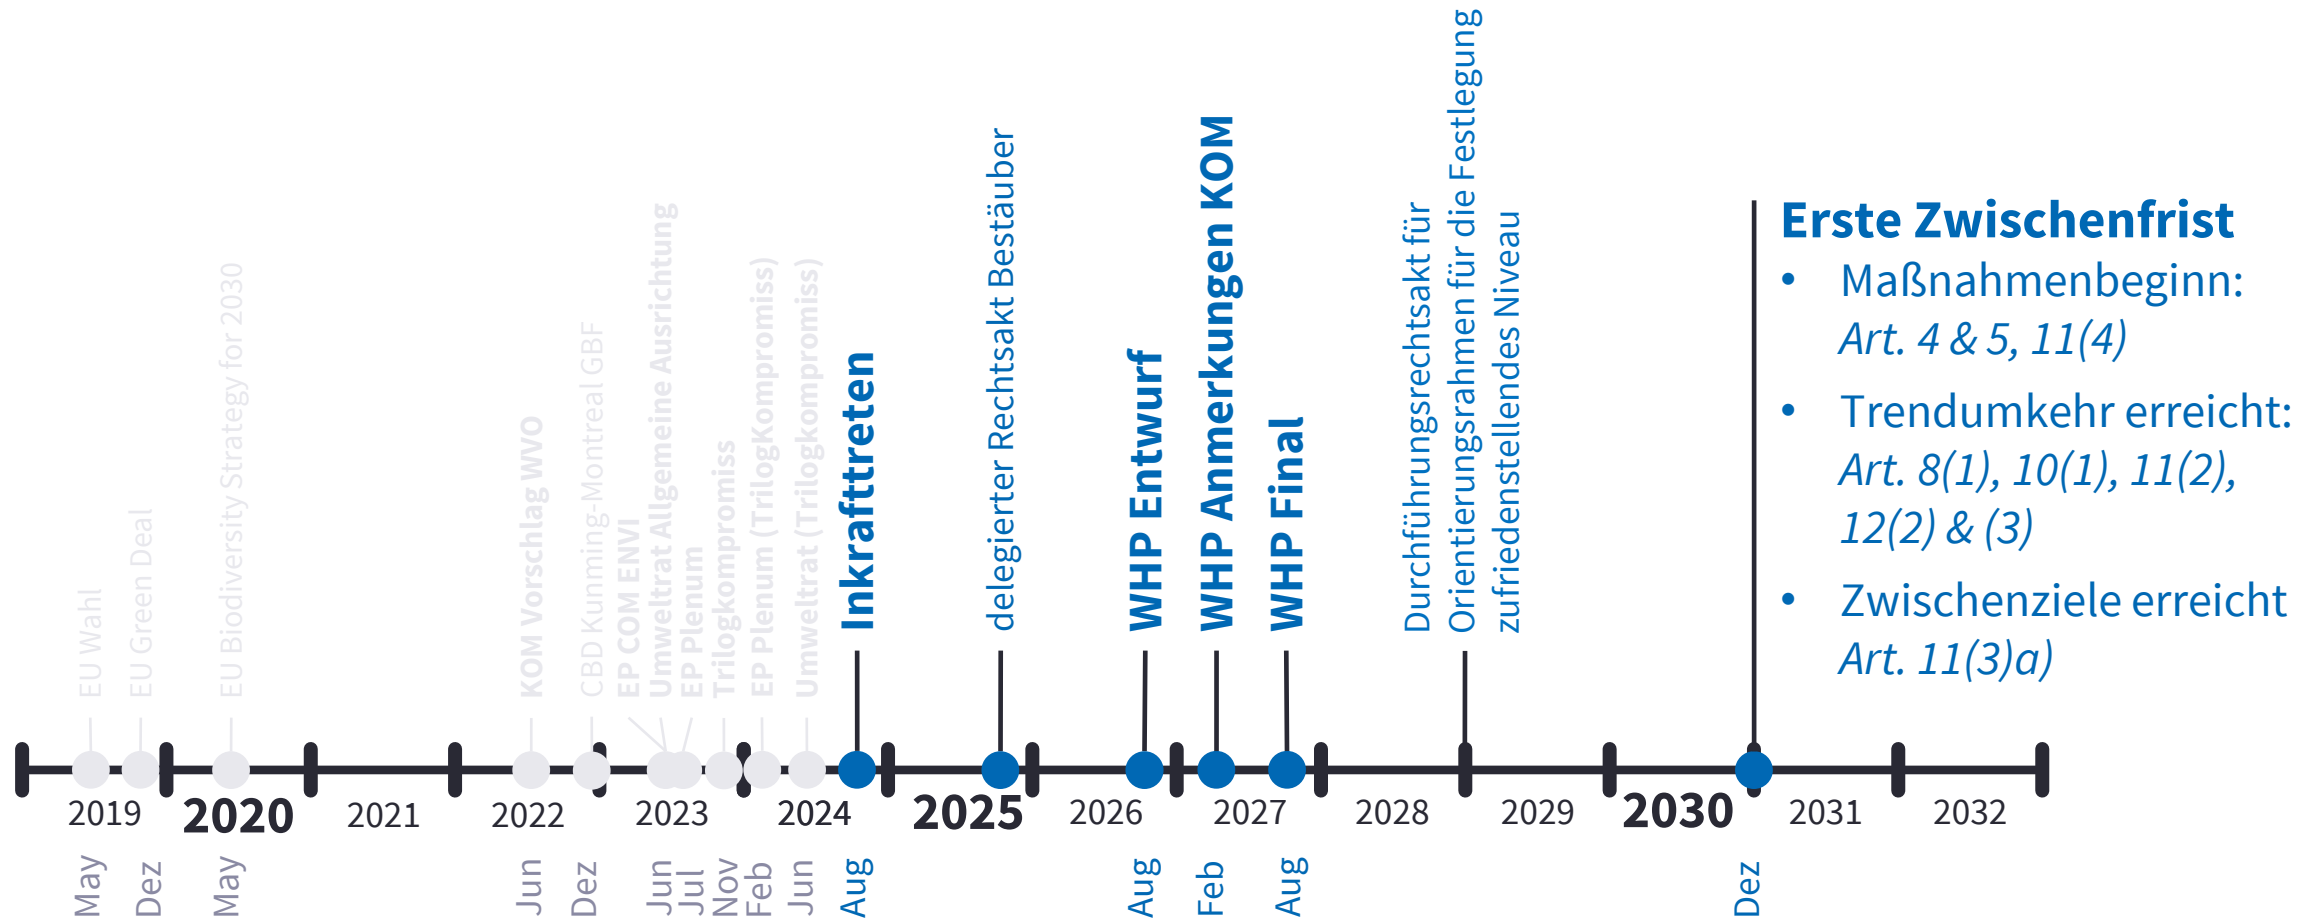 EU Wahl
EU Green Deal
EU Biodiversity Strategy for 2030
KOM Vorschlag WVO
CBD Kunming-Montreal GBF
EP COM ENVI
Umweltrat Allgemeine Ausrichtung
EP Plenum
Trilogkompromiss
EP Plenum (TrilogKompromiss)
Umweltrat (Trilogkompromiss)
Inkrafttreten
delegierter Rechtsakt Bestäuber
WHP Entwurf
WHP Anmerkungen KOM
WHP Final
Durchführungsrechtsakt für
Orientierungsrahmen für die Festlegung
zufriedenstellendes Niveau
Erste Zwischenfrist
• Maßnahmenbeginn:
Art. 4 & 5, 11(4)
• Trendumkehr erreicht:
Art. 8(1), 10(1), 11(2),
12(2) & (3)
• Zwischenziele erreicht
Art. 11(3)a)
2019 2020 2021 2022 2023 2024 2025 2026 2027 2028 2029 2030 2031 2032
May
Dez
May
Jun
Dez
Jun
Jul
Nov
Feb
Jun
Aug
Aug
Feb
Aug
Dez